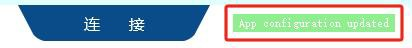 连 接
App configuration updated